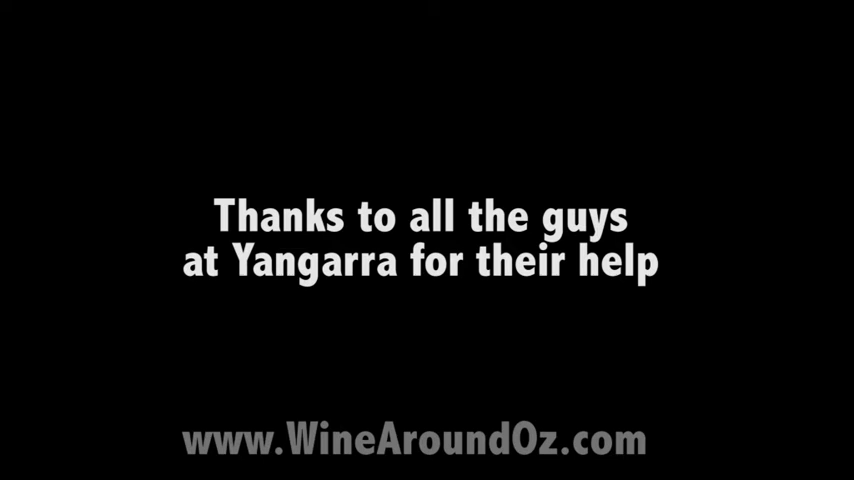 Thanks to all the guys
at Yangarra for their help
www.WineAroundOz.com